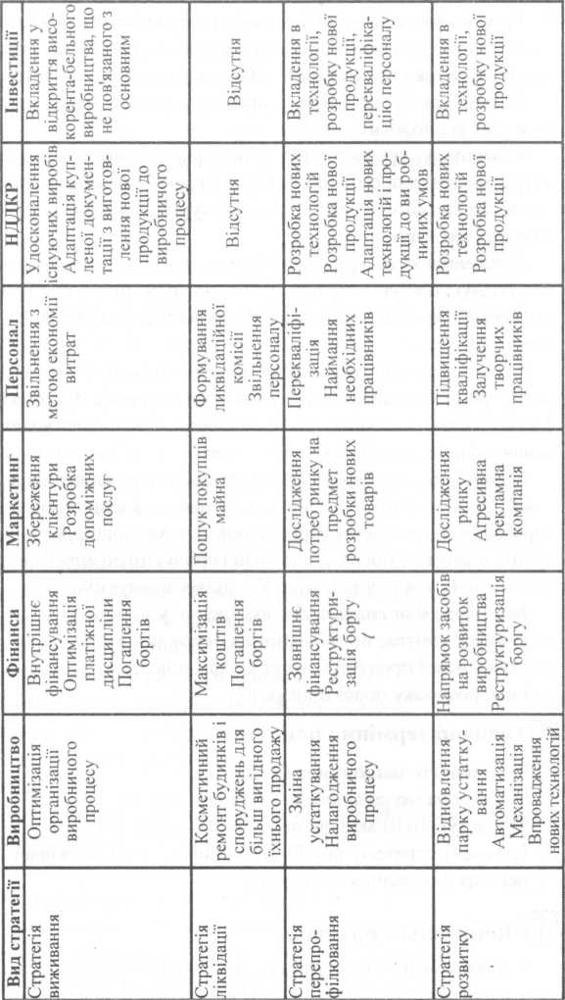 Вид стратегії
Виробництво
Фінанси
Маркетинг
Персонал
НДДКР
Інвестиції
Стратегія
виживання
Оптимізація
організації
виробничого
процесу
Внутрішнє
фінансування
Оптимізація
платіжної
дисципліни
Погашення
боргів
Збереження
клієнтури
Розробка
допоміжних
послуг
Звільнення з
метою економії
витрат
Удосконалення
існуючих виробів
Адаптація куп-
леної докумен-
тації з виготов-
лення нової
продукції до
виробничого
процесу
Вкладення у
відкриття висо-
корента-бельного
виробництва, що
не пов'язаного з
основним
Стратегія
ліквідації
Косметичний
ремонт будинків і
споруджень для
більш вигідного
їхнього продажу
Максимізація
коштів
Погашення
боргів
Пошук покупців
майна
Формування
ліквідаційної
комісії
Звільнення
персоналу
Відсутня
Відсутня
Стратегія
перепро-
філювання
Зміна
устаткування
Налагодження
виробничого
процесу
Зовнішнє
фінансування
Реструктури-
зація боргу
Дослідження
потреб ринку на
предмет
розробки нових
товарів
Перекваліфі-
зація
Наймання
необхідних
працівників
Розробка нових
технологій
Розробка нової
продукції
Адаптація нових
технологій і про-
дукції до ви роб-
ничих умов
Вкладення в
технології,
розробку нової
продукції,
перекваліфіка-
цію персоналу
Стратегія
розвитку
Відновлення
парку устатку-
вання
Автоматизація
Механізація
Впровадження
нових технологій
Напрямок засобів
на розвиток
виробництва
Реструктуризація
боргу
Дослідження
ринку
Агресивна
рекламна
компанія
Підвищення
кваліфікації
Залучення
творчих
працівників
Розробка нових
технологій
Розробка нової
продукції
Вкладення в
технології,
розробку нової
продукції